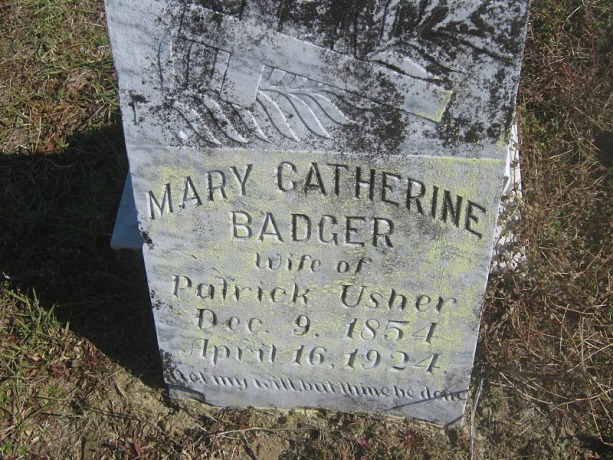 MARY CATHERINE
BADGER
Wife of
Patrick Usher
Dec. 9, 1854
April 16, 1924
Not my will but thine be done